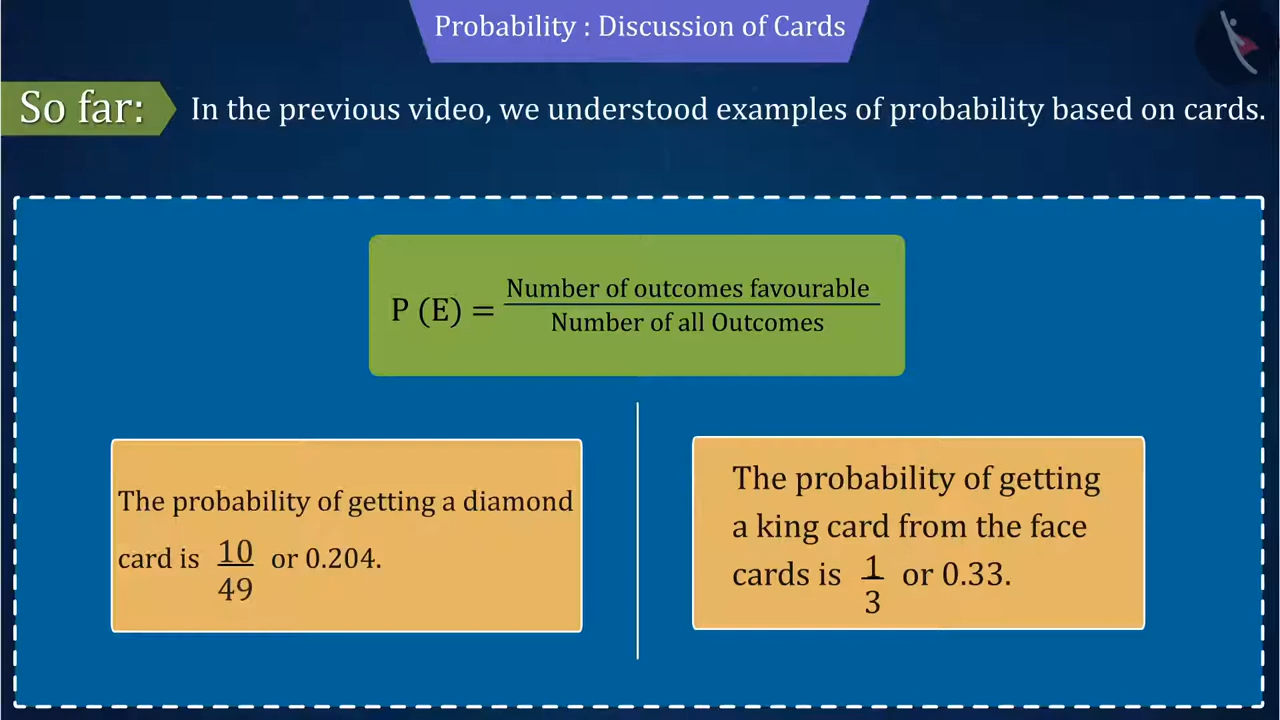 Probability : Discussion of Cards
So far:
In the previous video, we understood examples of probability based on cards.
P (E) = Number of outcomes favourable
Number of all Outcomes
The probability of getting a diamond
card is 10/49 or 0.204.
The probability of getting
a king card from the face
cards is 1/3 or 0.33.